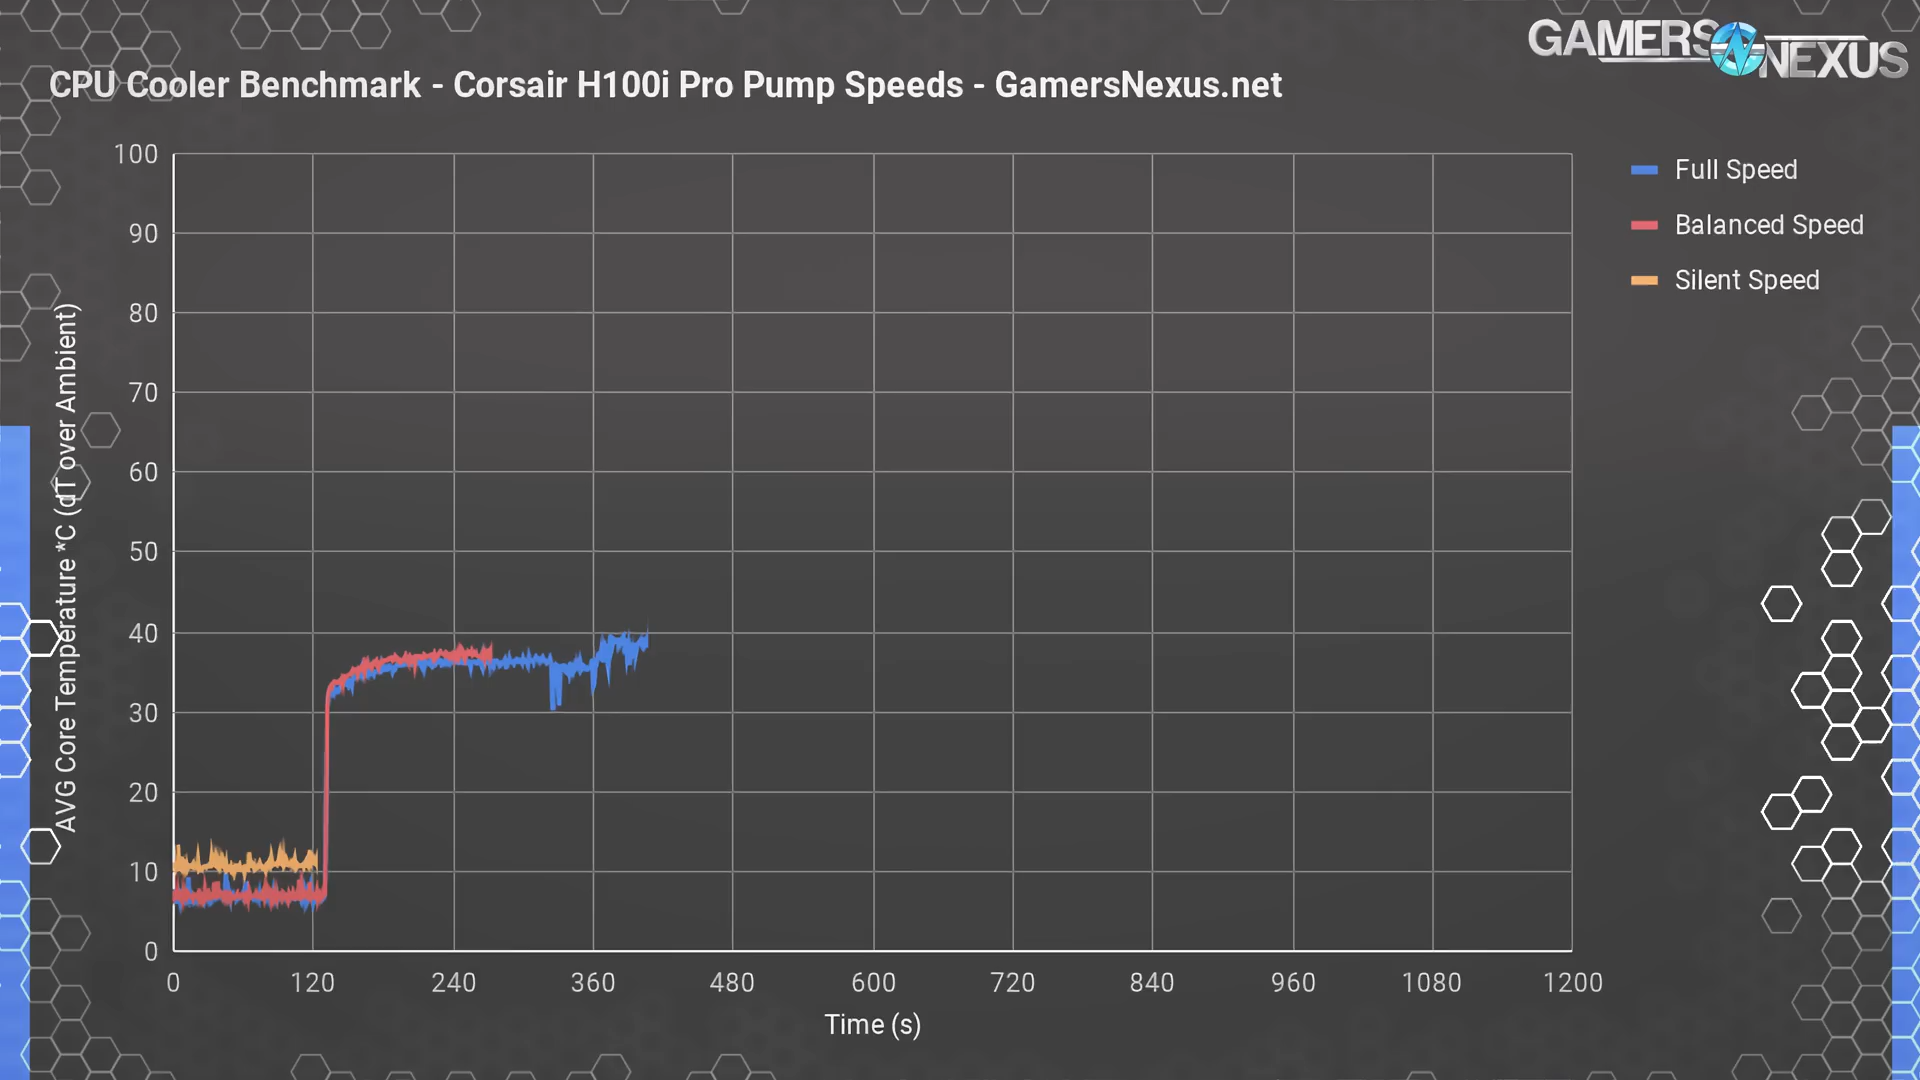 GAMERS NEXUS
CPU Cooler Benchmark - Corsair H100i Pro Pump Speeds - GamersNexus.net
Full Speed
Balanced Speed
Silent Speed
AVG Core Temperature *C (dT over Ambient)
100
90
80
70
60
50
40
30
20
10
0
0 120 240 360 480 600 720 840 960 1080 1200
Time (s)